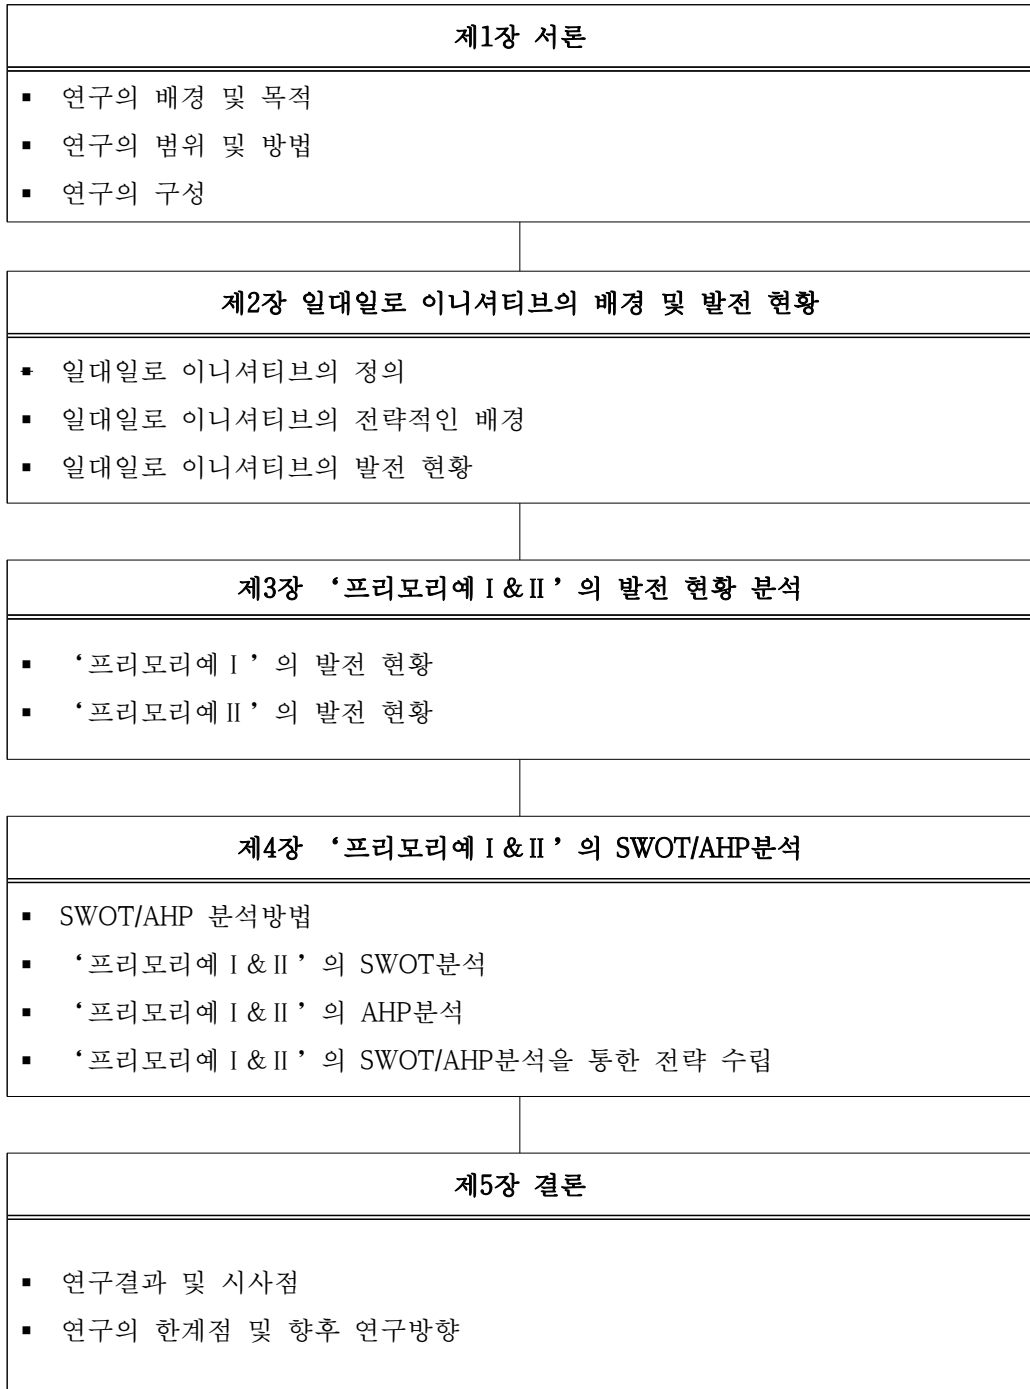 제1장 서론
▪ 연구의 배경 및 목적
▪ 연구의 범위 및 방법
▪ 연구의 구성
제2장 일대일로 이니셔티브의 배경 및 발전 현황
▪ 일대일로 이니셔티브의 정의
▪ 일대일로 이니셔티브의 전략적인 배경
▪ 일대일로 이니셔티브의 발전 현황
제3장 ‘프리모리예Ⅰ&Ⅱ’의 발전 현황 분석
▪ ‘프리모리예Ⅰ’의 발전 현황
▪ ‘프리모리예Ⅱ’의 발전 현황
제4장 ‘프리모리예Ⅰ&Ⅱ’의 SWOT/AHP분석
▪ SWOT/AHP 분석방법
▪ ‘프리모리예Ⅰ&Ⅱ’의 SWOT분석
▪ ‘프리모리예Ⅰ&Ⅱ’의 AHP분석
▪ ‘프리모리예Ⅰ&Ⅱ’의 SWOT/AHP분석을 통한 전략 수립
제5장 결론
▪ 연구결과 및 시사점
▪ 연구의 한계점 및 향후 연구방향